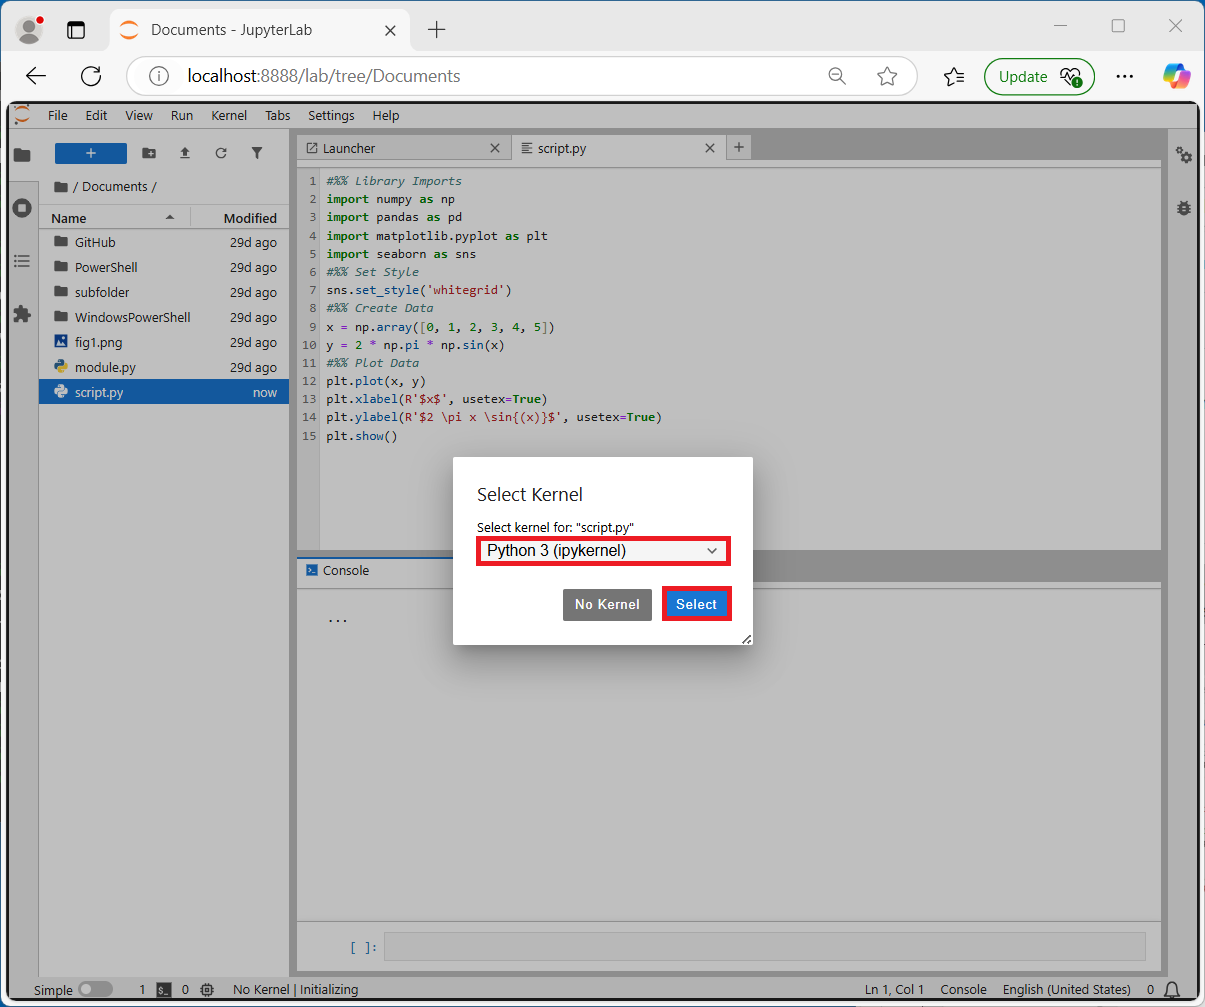 Documents - JupyterLab
localhost:8888/lab/tree/Documents
Update
File Edit View Run Kernel Tabs Settings Help
+
/ Documents /
Name Modified
GitHub 29d ago
PowerShell 29d ago
subfolder 29d ago
WindowsPowerShell 29d ago
fig1.png 29d ago
module.py 29d ago
script.py now
Launcher
script.py
1 #%% Library Imports
2 import numpy as np
3 import pandas as pd
4 import matplotlib.pyplot as plt
5 import seaborn as sns
6 #%% Set Style
7 sns.set_style('whitegrid')
8 #%% Create Data
9 x = np.array([0, 1, 2, 3, 4, 5])
10 y = 2 * np.pi * np.sin(x)
11 #%% Plot Data
12 plt.plot(x, y)
13 plt.xlabel(R'$x$', usetex=True)
14 plt.ylabel(R'$2 \pi x \sin{(x)}$', usetex=True)
15 plt.show()
Select Kernel
Select kernel for: "script.py"
Python 3 (ipykernel)
No Kernel Select
Console
...
[ ]:
Simple 1 $_ 0 No Kernel | Initializing Ln 1, Col 1 Console English (United States) 0